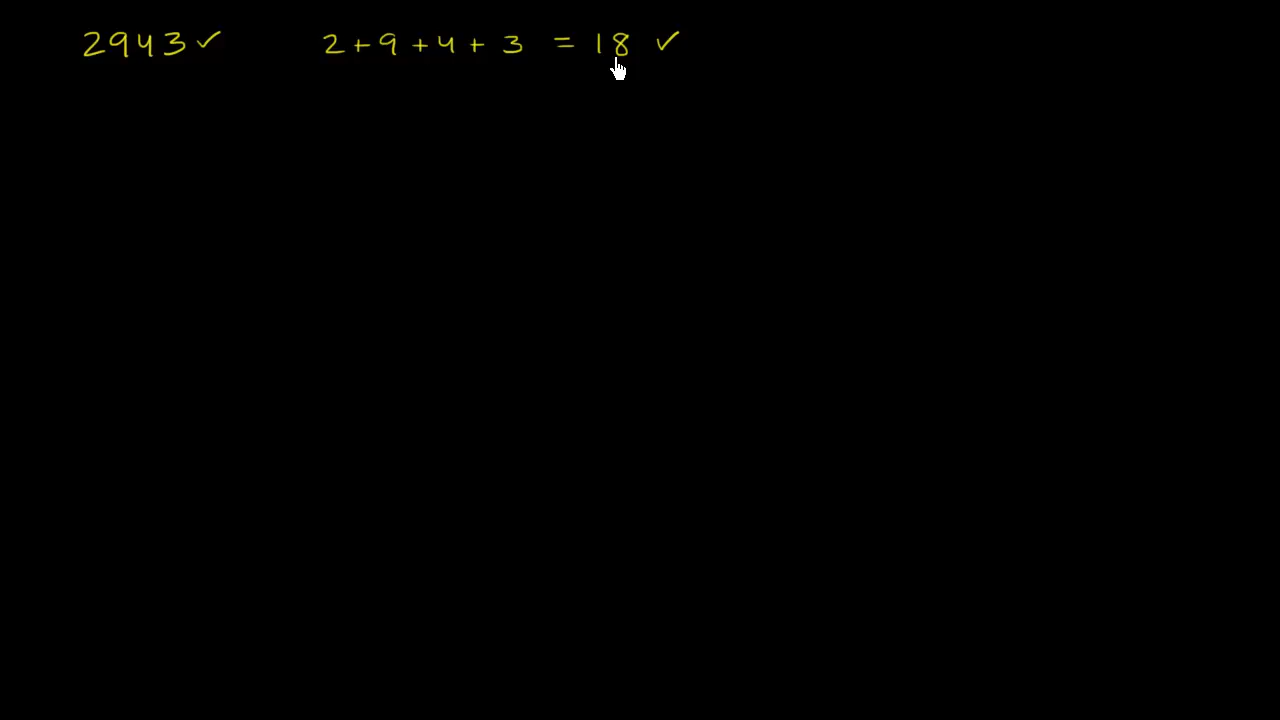 2943 ✓ 2 + 9 + 4 + 3 = 18 ✓